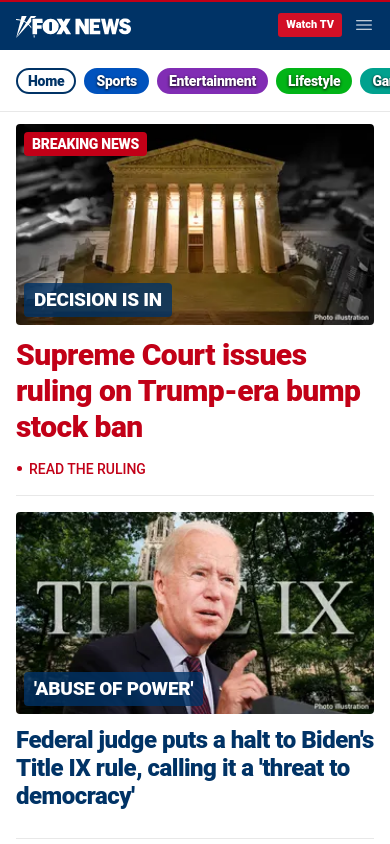 FOX NEWS
Watch TV
Home Sports Entertainment Lifestyle Ga
BREAKING NEWS
DECISION IS IN
Photo illustration
Supreme Court issues
ruling on Trump-era bump
stock ban
• READ THE RULING
TITLE IX
'ABUSE OF POWER'
Photo illustration
Federal judge puts a halt to Biden's
Title IX rule, calling it a 'threat to
democracy'